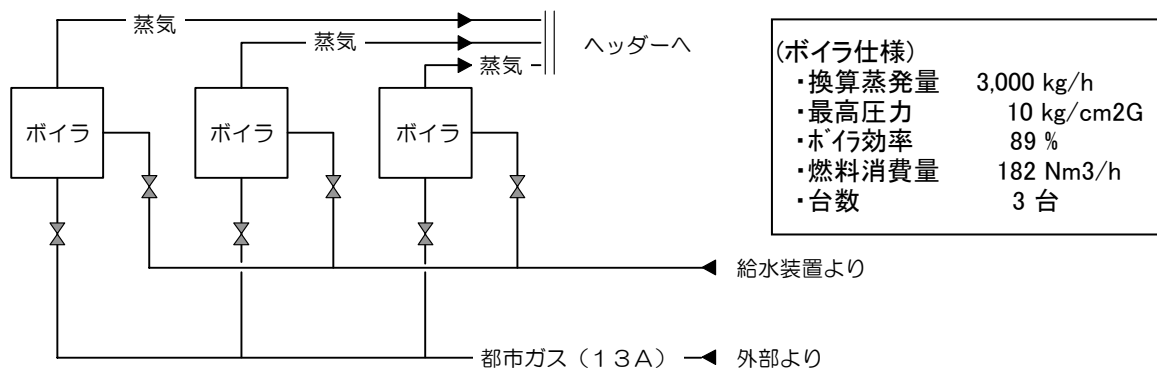 蒸気
蒸気
蒸気
ヘッダーへ
ボイラ
ボイラ
ボイラ
給水装置より
都市ガス（１３Ａ）
外部より
(ボイラ仕様)
・換算蒸発量 3,000 kg/h
・最高圧力 10 kg/cm2G
・ﾎﾞｲﾗ効率 89 %
・燃料消費量 182 Nm3/h
・台数 3 台